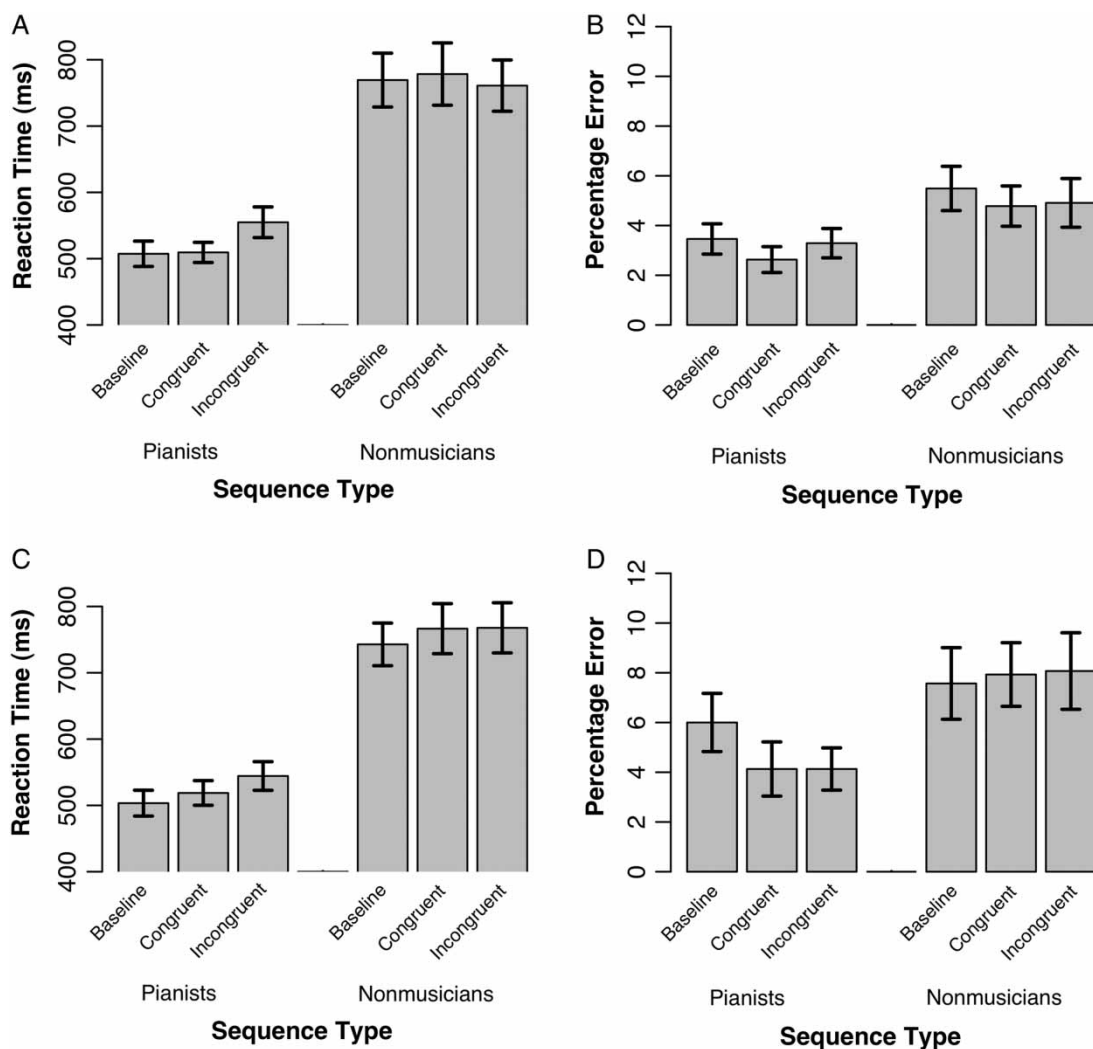 A
Reaction Time (ms)
800
700
600
500
400
Baseline
Congruent
Incongruent
Baseline
Congruent
Incongruent
Pianists
Nonmusicians
Sequence Type
B
Percentage Error
12
10
8
6
4
2
0
Baseline
Congruent
Incongruent
Baseline
Congruent
Incongruent
Pianists
Nonmusicians
Sequence Type
C
Reaction Time (ms)
800
700
600
500
400
Baseline
Congruent
Incongruent
Baseline
Congruent
Incongruent
Pianists
Nonmusicians
Sequence Type
D
Percentage Error
12
10
8
6
4
2
0
Baseline
Congruent
Incongruent
Baseline
Congruent
Incongruent
Pianists
Nonmusicians
Sequence Type